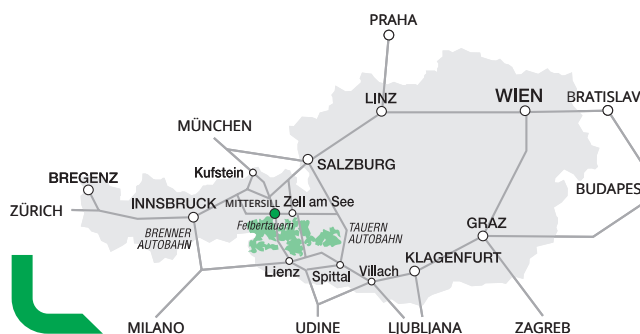 PRAHA
LINZ
WIEN
BRATISLAV
MÜNCHEN
SALZBURG
Kufstein
BREGENZ
BUDAPES
ZÜRICH
INNSBRUCK
MITTERSILL
Zell am See
Felbertauern
BRENNER
AUTOBAHN
TAUERN
AUTOBAHN
GRAZ
Lienz
Spittal
Villach
KLAGENFURT
MILANO
UDINE
LJUBLJANA
ZAGREB